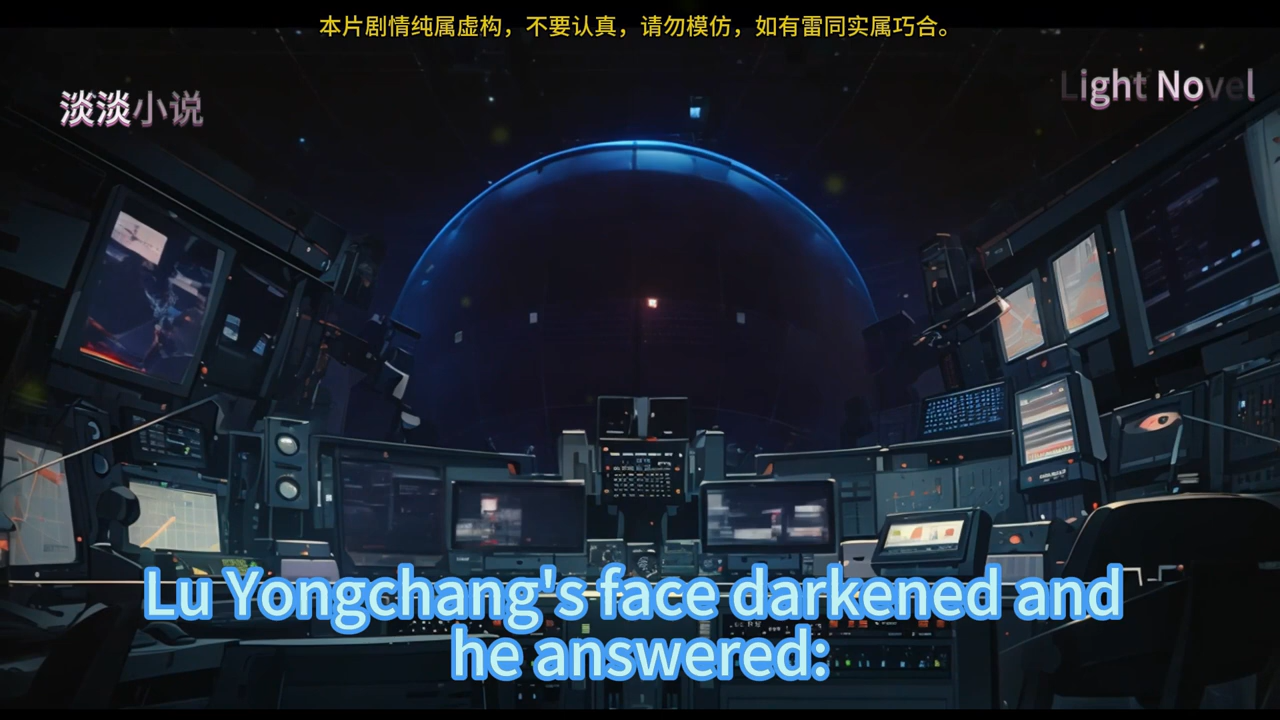 本片剧情纯属虚构，不要认真，请勿模仿，如有雷同实属巧合。
淡淡小说
Light Novel
Lu Yongchang's face darkened and
he answered: